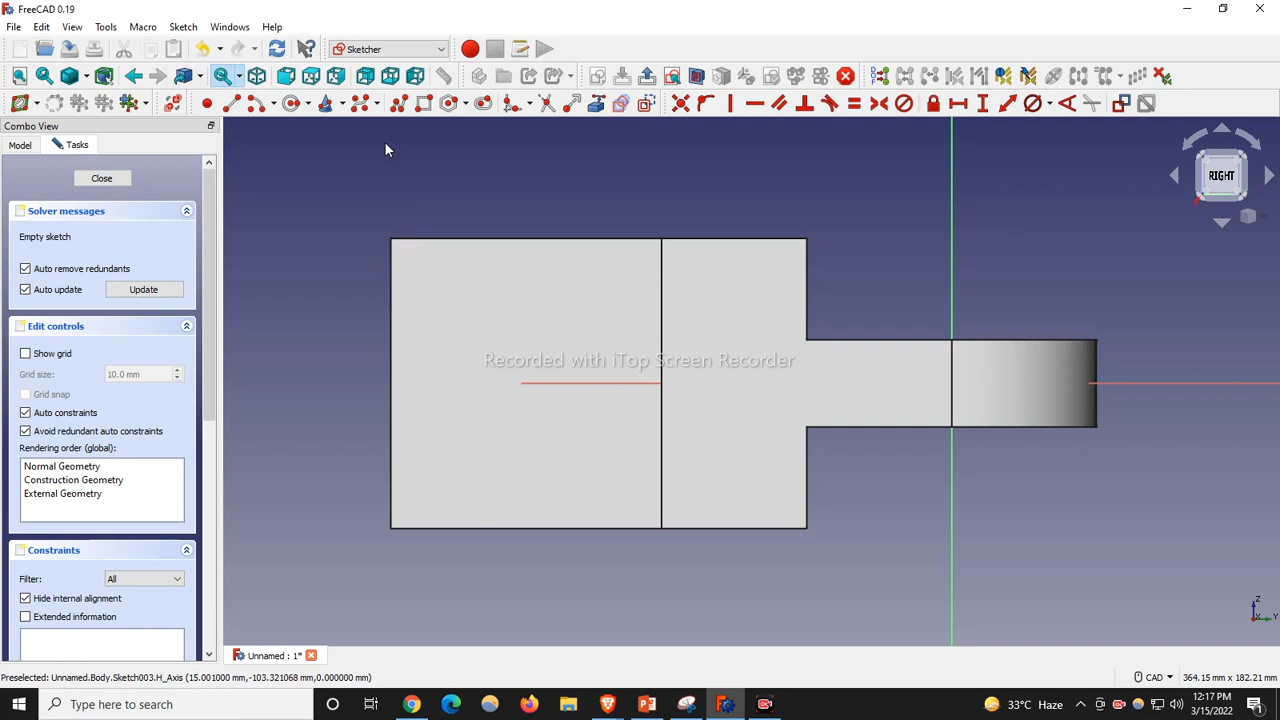 FreeCAD 0.19
File Edit View Tools Macro Sketch Windows Help
Sketcher
Combo View
Model Tasks
Close
Solver messages
Empty sketch
Auto remove redundants
Auto update Update
Edit controls
Show grid
Grid size: 10.0 mm
Grid snap
Auto constraints
Avoid redundant auto constraints
Rendering order (global):
Normal Geometry
Construction Geometry
External Geometry
Constraints
Filter: All
Hide internal alignment
Extended information
RIGHT
Recorded with iTop Screen Recorder
Z
X
Y
Unnamed : 1*
Preselected: Unnamed.Body.Sketch003.H_Axis (15.001000 mm, -103.321068 mm,0.000000 mm)
CAD
364.15 mm x 182.21 mm
Type here to search
33°C Haze
12:17 PM
3/15/2022